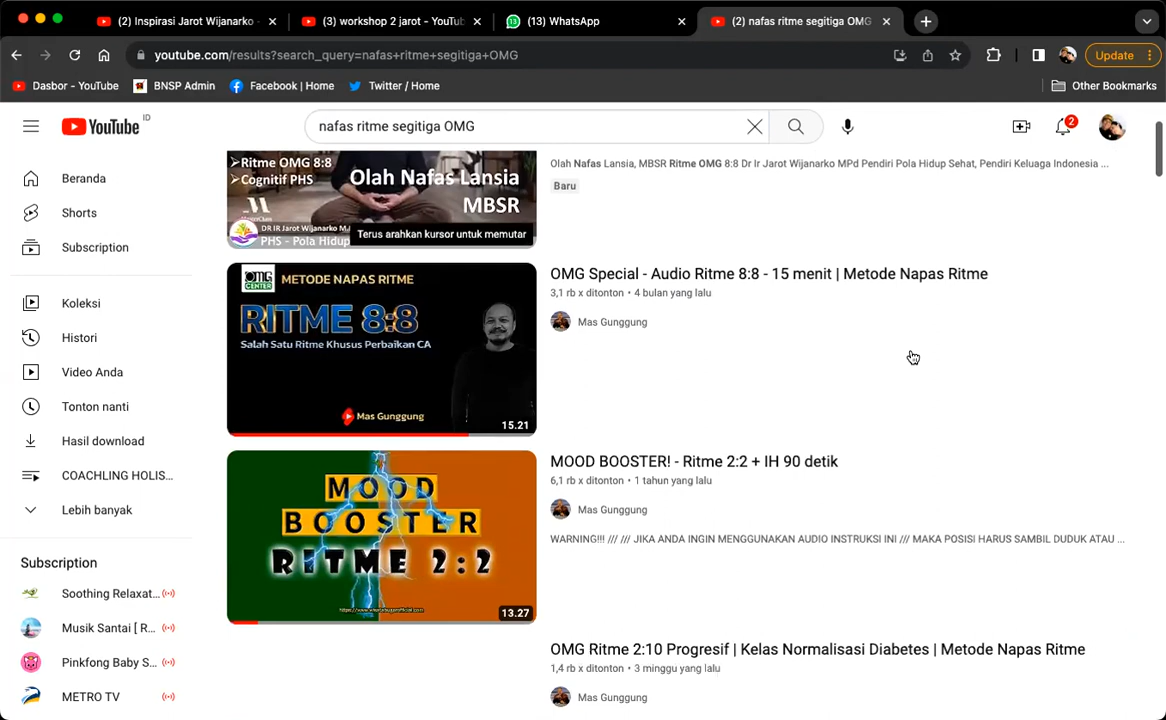 (2) Inspirasi Jarot Wijanarko -
(3) workshop 2 jarot - YouTub
(13) WhatsApp
(2) nafas ritme segitiga OMG
youtube.com/results?search_query=nafas+ritme+segitiga+OMG
Update
Dasbor - YouTube
BNSP Admin
Facebook | Home
Twitter / Home
Other Bookmarks
YouTube ID
nafas ritme segitiga OMG
2
Beranda
Shorts
Subscription
Koleksi
Histori
Video Anda
Tonton nanti
Hasil download
COACHLING HOLIS...
Lebih banyak
Subscription
Soothing Relaxat...
Musik Santai [ R...
Pinkfong Baby S...
METRO TV
Ritme OMG 8:8
Cognitif PHS
Olah Nafas Lansia
MBSR
DR IR Jarot Wijanarko M
PHS - Pola Hidup
Terus arahkan kursor untuk memutar
Olah Nafas Lansia, MBSR Ritme OMG 8:8 Dr Ir Jarot Wijanarko MPd Pendiri Pola Hidup Sehat, Pendiri Keluaga Indonesia ...
Baru
OMG CENTER
METODE NAPAS RITME
RITME 8:8
Salah Satu Ritme Khusus Perbaikan CA
Mas Gunggung
15.21
OMG Special - Audio Ritme 8:8 - 15 menit | Metode Napas Ritme
3,1 rb x ditonton • 4 bulan yang lalu
Mas Gunggung
MOOD
BOOSTER
RITME 2:2
13.27
MOOD BOOSTER! - Ritme 2:2 + IH 90 detik
6,1 rb x ditonton • 1 tahun yang lalu
Mas Gunggung
WARNING!!! /// /// JIKA ANDA INGIN MENGGUNAKAN AUDIO INSTRUKSI INI /// MAKA POSISI HARUS SAMBIL DUDUK ATAU ...
OMG Ritme 2:10 Progresif | Kelas Normalisasi Diabetes | Metode Napas Ritme
1,4 rb x ditonton • 3 minggu yang lalu
Mas Gunggung